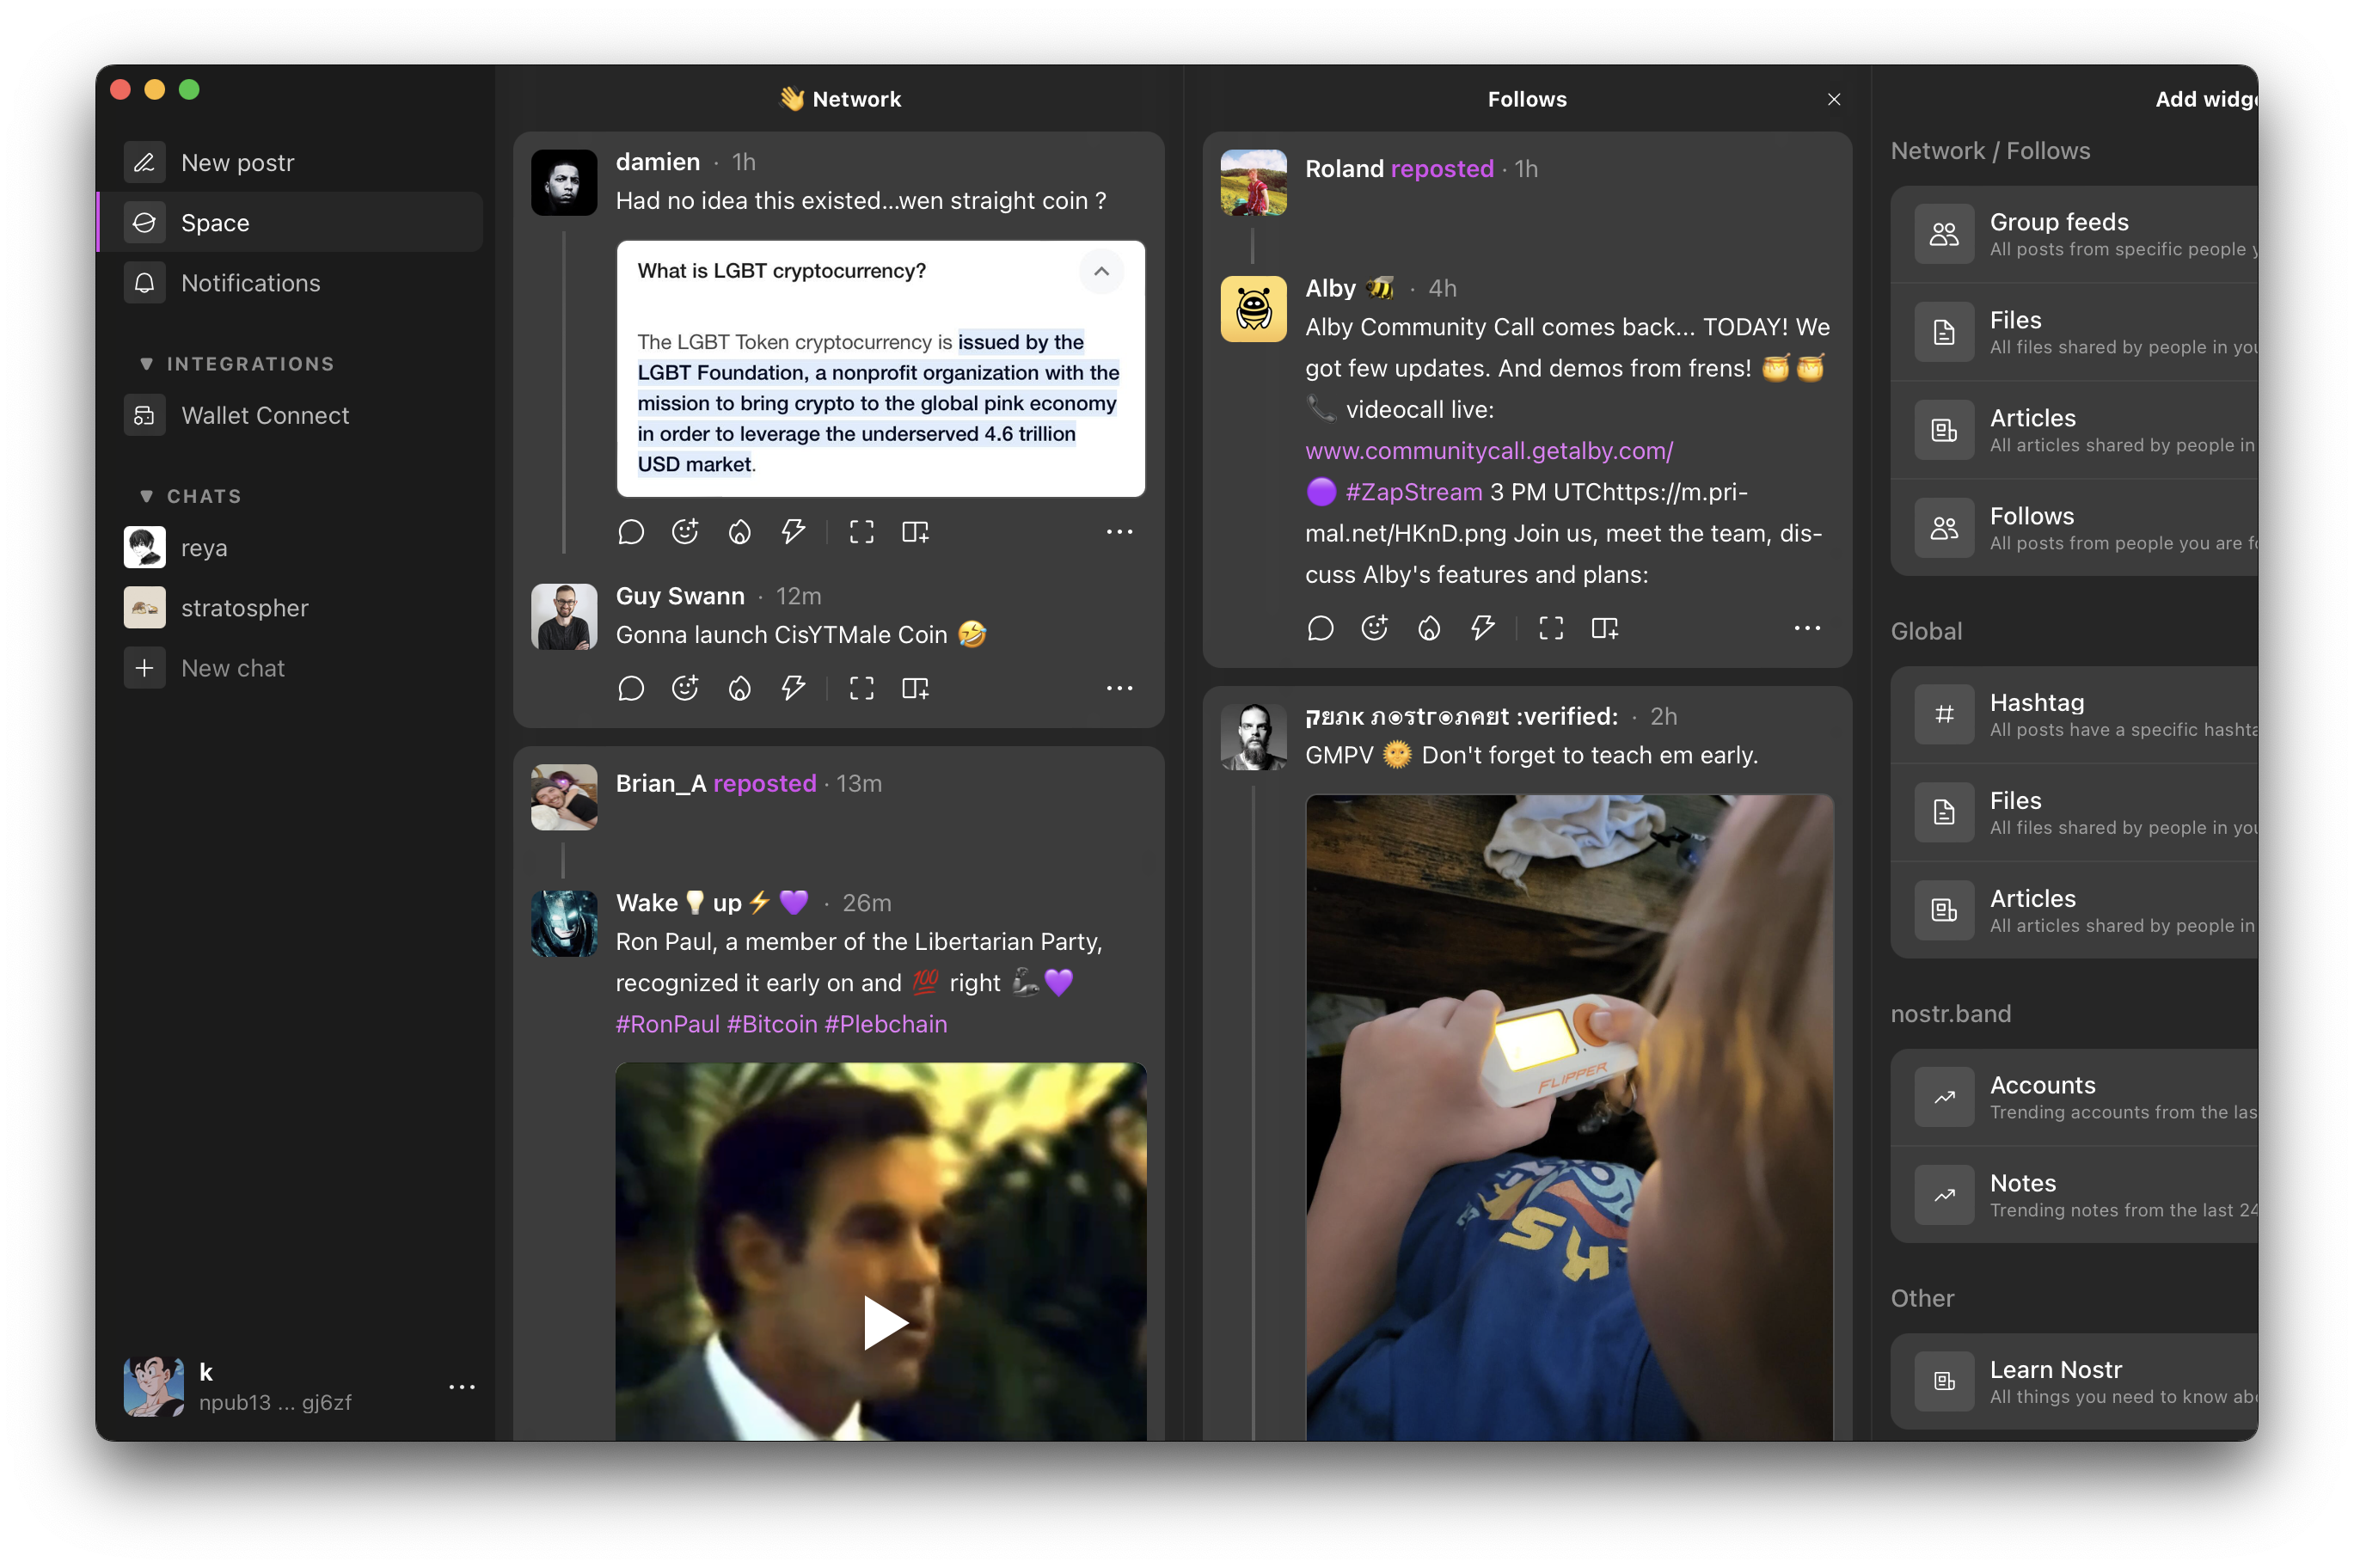 New postr
Space
Notifications
INTEGRATIONS
Wallet Connect
CHATS
reya
stratospher
New chat
k
npub13 ... gj6zf
👋 Network
damien · 1h
Had no idea this existed...wen straight coin ?
What is LGBT cryptocurrency?
The LGBT Token cryptocurrency is issued by the
LGBT Foundation, a nonprofit organization with the
mission to bring crypto to the global pink economy
in order to leverage the underserved 4.6 trillion
USD market.
Guy Swann · 12m
Gonna launch CisYTMale Coin 🤣
Brian_A reposted · 13m
Wake 💡 up ⚡ 💜 · 26m
Ron Paul, a member of the Libertarian Party,
recognized it early on and 💯 right 🦾💜
#RonPaul #Bitcoin #Plebchain
Follows
Roland reposted · 1h
Alby 🐝 · 4h
Alby Community Call comes back... TODAY! We
got few updates. And demos from frens! 🍯🍯
📞 videocall live:
www.communitycall.getalby.com/
🟣 #ZapStream 3 PM UTChttps://m.pri-
mal.net/HKnD.png Join us, meet the team, dis-
cuss Alby's features and plans:
:verified: · 2h
GMPV 🌞 Don't forget to teach em early.
FLIPPER
Add widge
Network / Follows
Group feeds
All posts from specific people y
Files
All files shared by people in you
Articles
All articles shared by people in
Follows
All posts from people you are fo
Global
Hashtag
All posts have a specific hashta
Files
All files shared by people in you
Articles
All articles shared by people in
nostr.band
Accounts
Trending accounts from the las
Notes
Trending notes from the last 24
Other
Learn Nostr
All things you need to know abo